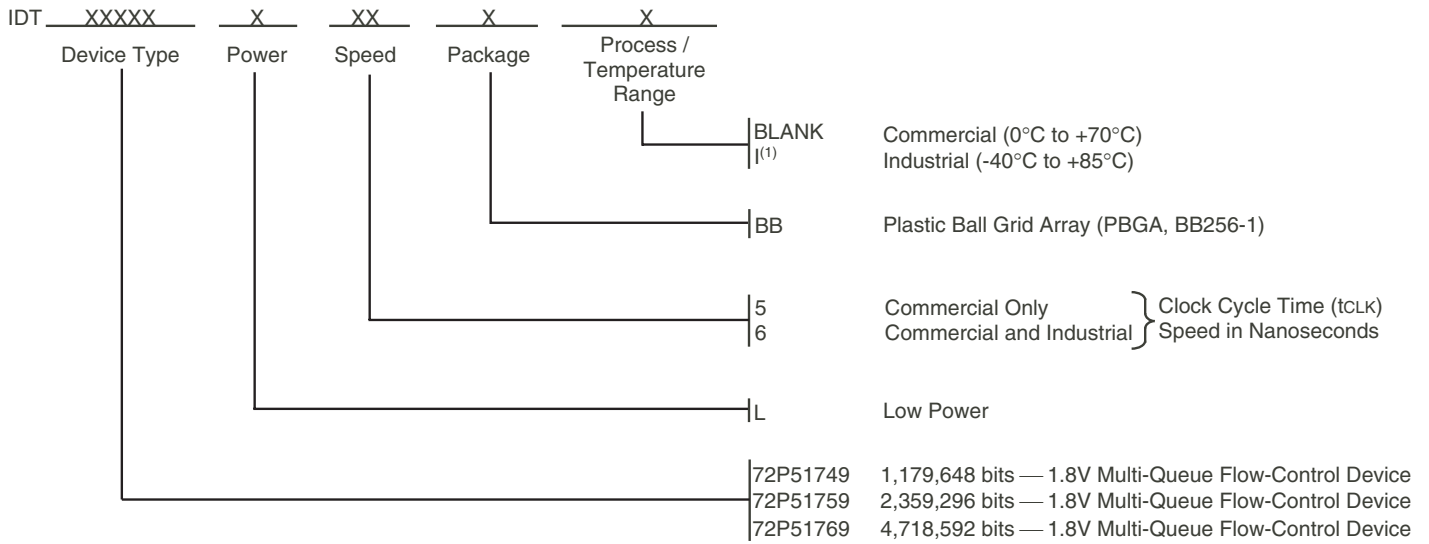 IDT XXXXX X XX X X
Device Type Power Speed Package Process / Temperature Range
BLANK Commercial (0°C to +70°C)
I(1) Industrial (-40°C to +85°C)
BB Plastic Ball Grid Array (PBGA, BB256-1)
5 Commercial Only Clock Cycle Time (tCLK)
6 Commercial and Industrial Speed in Nanoseconds
L Low Power
72P51749 1,179,648 bits — 1.8V Multi-Queue Flow-Control Device
72P51759 2,359,296 bits — 1.8V Multi-Queue Flow-Control Device
72P51769 4,718,592 bits — 1.8V Multi-Queue Flow-Control Device